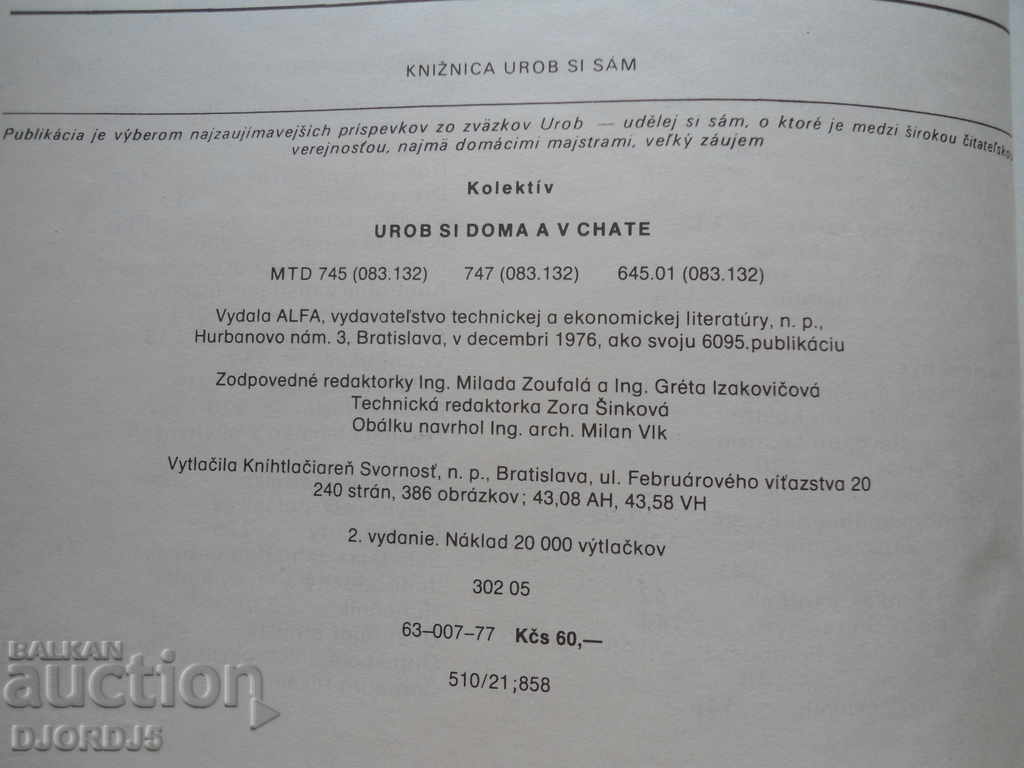 KNIŽNICA UROB SI SÁM
Publikácia je výberom najzaujímavejších príspevkov zo zväzkov Urob — udělej si sám, o ktoré je medzi širokou čitateľskou
verejnosťou, najmä domácimi majstrami, veľký záujem
Kolektív
UROB SI DOMA A V CHATE
MTD 745 (083.132) 747 (083.132) 645.01 (083.132)
Vydala ALFA, vydavateľstvo technickej a ekonomickej literatúry, n. p.,
Hurbanovo nám. 3, Bratislava, v decembri 1976, ako svoju 6095.publikáciu
Zodpovedné redaktorky Ing. Milada Zoufalá a Ing. Gréta Izakovičová
Technická redaktorka Zora Šinková
Obálku navrhol Ing. arch. Milan Vlk
Vytlačila Knihtlačiareň Svornosť, n. p., Bratislava, ul. Februárového víťazstva 20
240 strán, 386 obrázkov; 43,08 AH, 43,58 VH
2. vydanie. Náklad 20 000 výtlačkov
302 05
63–007–77 Kčs 60,—
510/21;858
BALKAN
auction
DJORDJ5